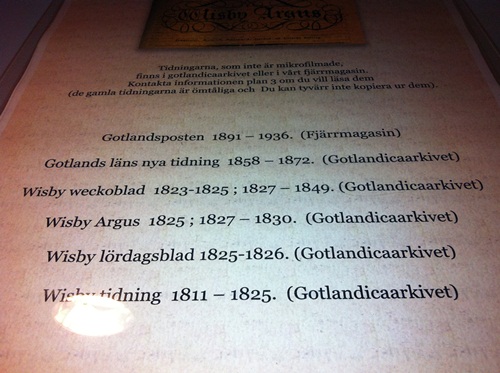 Wisby Argus
Tidningarna, som inte är mikrofilmade,
finns i gotlandicaarkivet eller i vårt fjärrmagasin.
Kontakta informationen plan 3 om du vill läsa dem
(de gamla tidningarna är ömtåliga och Du kan tyvärr inte kopiera ur dem).
Gotlandsposten 1891 – 1936. (Fjärrmagasin)
Gotlands läns nya tidning 1858 – 1872. (Gotlandicaarkivet)
Wisby weckoblad 1823-1825 ; 1827 – 1849. (Gotlandicaarkivet)
Wisby Argus 1825 ; 1827 – 1830. (Gotlandicaarkivet)
Wisby lördagsblad 1825-1826. (Gotlandicaarkivet)
Wisby tidning 1811 – 1825. (Gotlandicaarkivet)